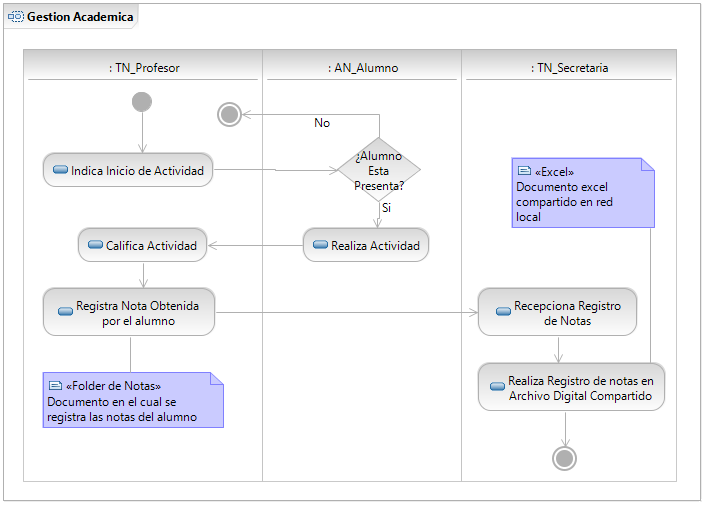 Gestion Academica
: TN_Profesor
: AN_Alumno
: TN_Secretaria
No
Indica Inicio de Actividad
¿Alumno
Esta
Presenta?
«Excel»
Documento excel
compartido en red
local
Si
Califica Actividad
Realiza Actividad
Registra Nota Obtenida
por el alumno
Recepciona Registro
de Notas
«Folder de Notas»
Documento en el cual se
registra las notas del alumno
Realiza Registro de notas en
Archivo Digital Compartido